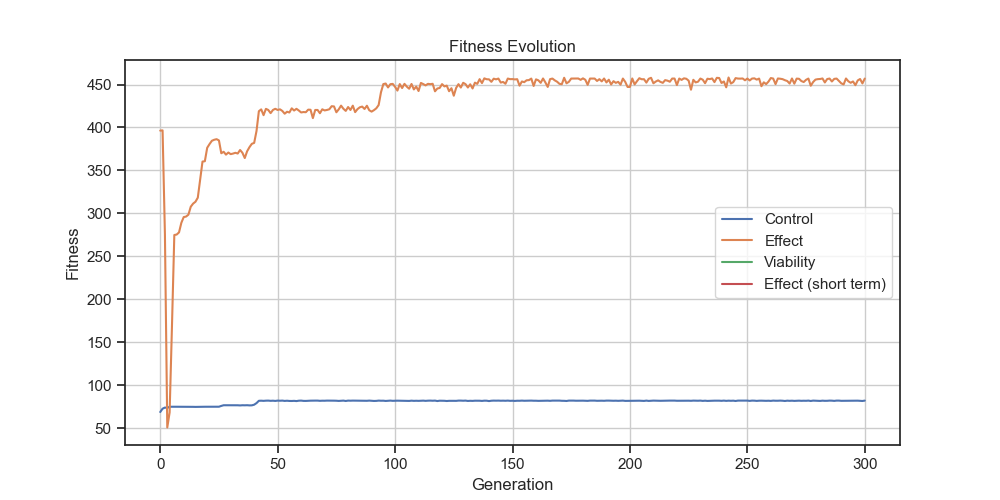 Fitness Evolution
450
400
350
300
250
200
150
100
50
Fitness
Control
Effect
Viability
Effect (short term)
0 50 100 150 200 250 300
Generation